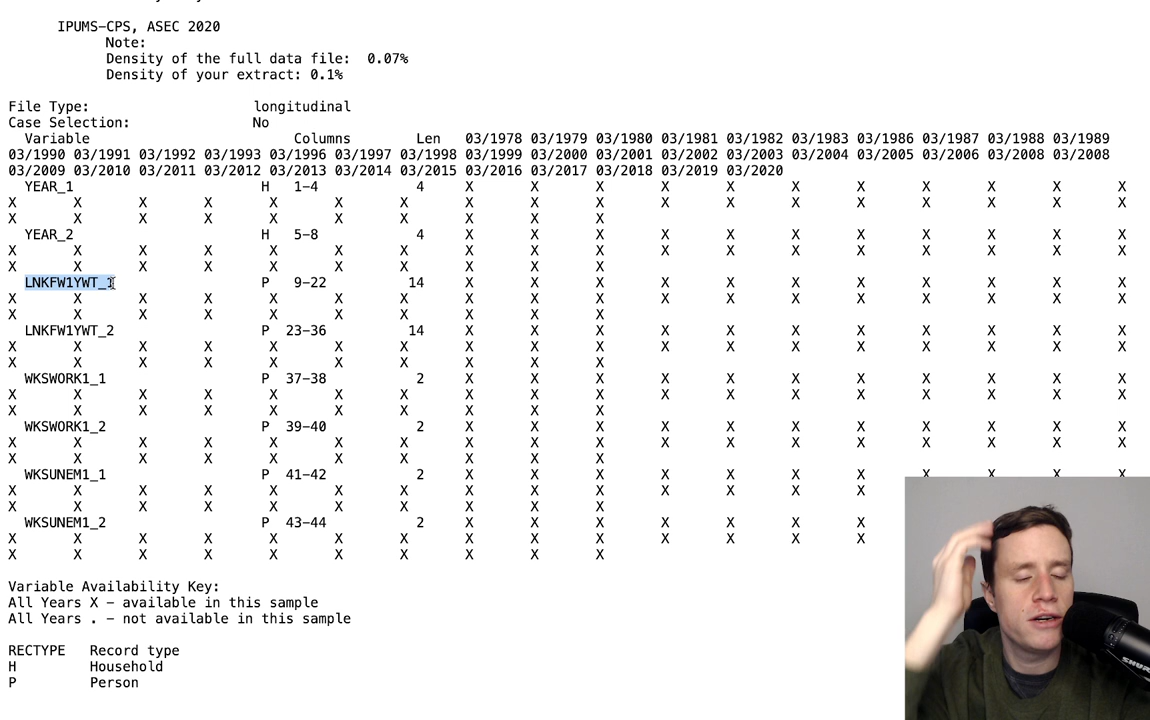 IPUMS-CPS, ASEC 2020
Note:
Density of the full data file: 0.07%
Density of your extract: 0.1%
File Type: longitudinal
Case Selection: No
Variable Columns Len 03/1978 03/1979 03/1980 03/1981 03/1982 03/1983 03/1986 03/1987 03/1988 03/1989
03/1990 03/1991 03/1992 03/1993 03/1996 03/1997 03/1998 03/1999 03/2000 03/2001 03/2002 03/2003 03/2004 03/2005 03/2006 03/2008 03/2008
03/2009 03/2010 03/2011 03/2012 03/2013 03/2014 03/2015 03/2016 03/2017 03/2018 03/2019 03/2020
YEAR_1 H 1-4 4 X X X X X X X X X X X
X X X X X X X X X X X X X X X X X X
X X X X X X X X X X
YEAR_2 H 5-8 4 X X X X X X X X X X X
X X X X X X X X X X X X X X X X X X
X X X X X X X X X X
LNKFW1YWT_1 P 9-22 14 X X X X X X X X X X X
X X X X X X X X X X X X X X X X X X
X X X X X X X X X X
LNKFW1YWT_2 P 23-36 14 X X X X X X X X X X X
X X X X X X X X X X X X X X X X X X
X X X X X X X X X X
WKSWORK1_1 P 37-38 2 X X X X X X X X X X X
X X X X X X X X X X X X X X X X X X
X X X X X X X X X X
WKSWORK1_2 P 39-40 2 X X X X X X X X X X X
X X X X X X X X X X X X X X X X X X
X X X X X X X X X X
WKSUNEM1_1 P 41-42 2 X X X X X X X X X X X
X X X X X X X X X X X X X X
X X X X X X X X X X
WKSUNEM1_2 P 43-44 2 X X X X X X X
X X X X X X X X X X X X X X
X X X X X X X X X X
Variable Availability Key:
All Years X - available in this sample
All Years . - not available in this sample
RECTYPE Record type
H Household
P Person